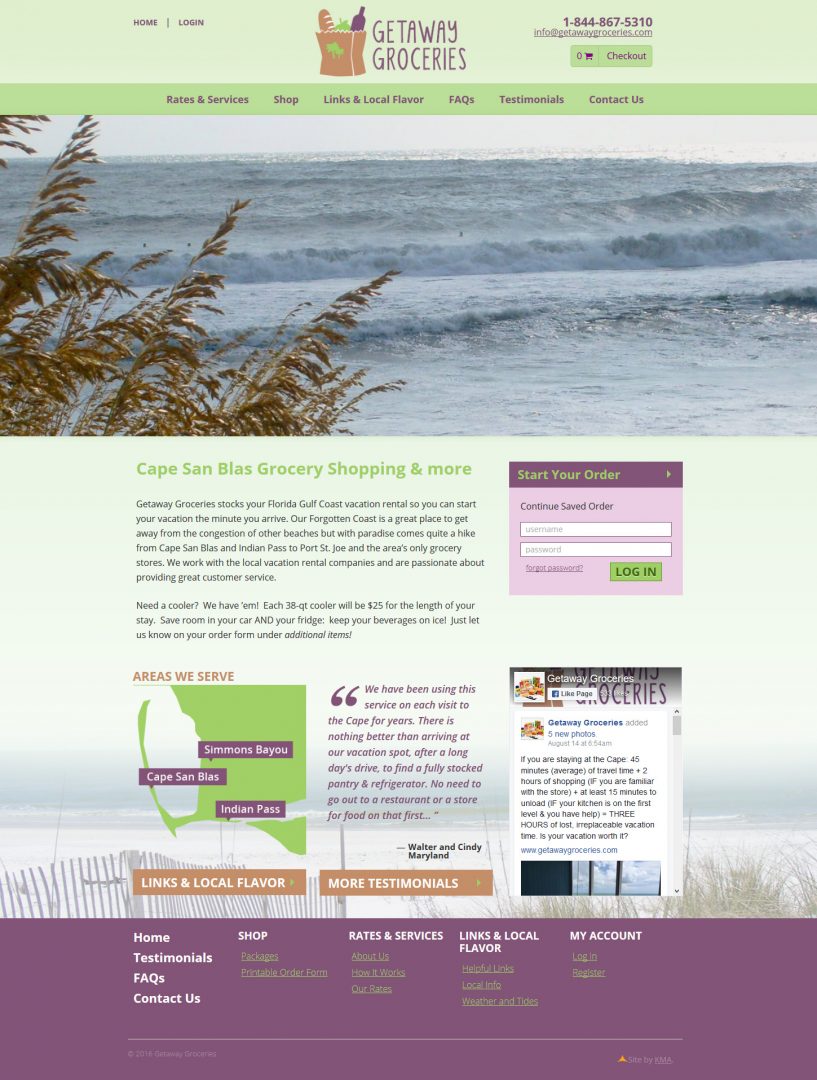 HOME | LOGIN
GETAWAY
GROCERIES
1-844-867-5310
info@getawaygroceries.com
0 Checkout
Rates & Services Shop Links & Local Flavor FAQs Testimonials Contact Us
Cape San Blas Grocery Shopping & more
Getaway Groceries stocks your Florida Gulf Coast vacation rental so you can start
your vacation the minute you arrive. Our Forgotten Coast is a great place to get
away from the congestion of other beaches but with paradise comes quite a hike
from Cape San Blas and Indian Pass to Port St. Joe and the area's only grocery
stores. We work with the local vacation rental companies and are passionate about
providing great customer service.
Need a cooler? We have 'em! Each 38-qt cooler will be $25 for the length of your
stay. Save room in your car AND your fridge: keep your beverages on ice! Just let
us know on your order form under additional items!
Start Your Order
Continue Saved Order
username
password
forgot password? LOG IN
AREAS WE SERVE
Simmons Bayou
Cape San Blas
Indian Pass
LINKS & LOCAL FLAVOR
“ We have been using this
service on each visit to
the Cape for years. There is
nothing better than arriving at
our vacation spot, after a long
day's drive, to find a fully stocked
pantry & refrigerator. No need to
go out to a restaurant or a store
for food on that first... ”
— Walter and Cindy
Maryland
MORE TESTIMONIALS
GETAWAY
GROCERIES
Getaway Groceries
Like Page likes
Getaway Groceries added
5 new photos.
August 14 at 6:54am
If you are staying at the Cape: 45
minutes (average) of travel time + 2
hours of shopping (IF you are familiar
with the store) + at least 15 minutes to
unload (IF your kitchen is on the first
level & you have help) = THREE
HOURS of lost, irreplaceable vacation
time. Is your vacation worth it?
www.getawaygroceries.com
Home
Testimonials
FAQs
Contact Us
SHOP
Packages
Printable Order Form
RATES & SERVICES
About Us
How It Works
Our Rates
LINKS & LOCAL
FLAVOR
Helpful Links
Local Info
Weather and Tides
MY ACCOUNT
Log In
Register
© 2016 Getaway Groceries
Site by KMA.